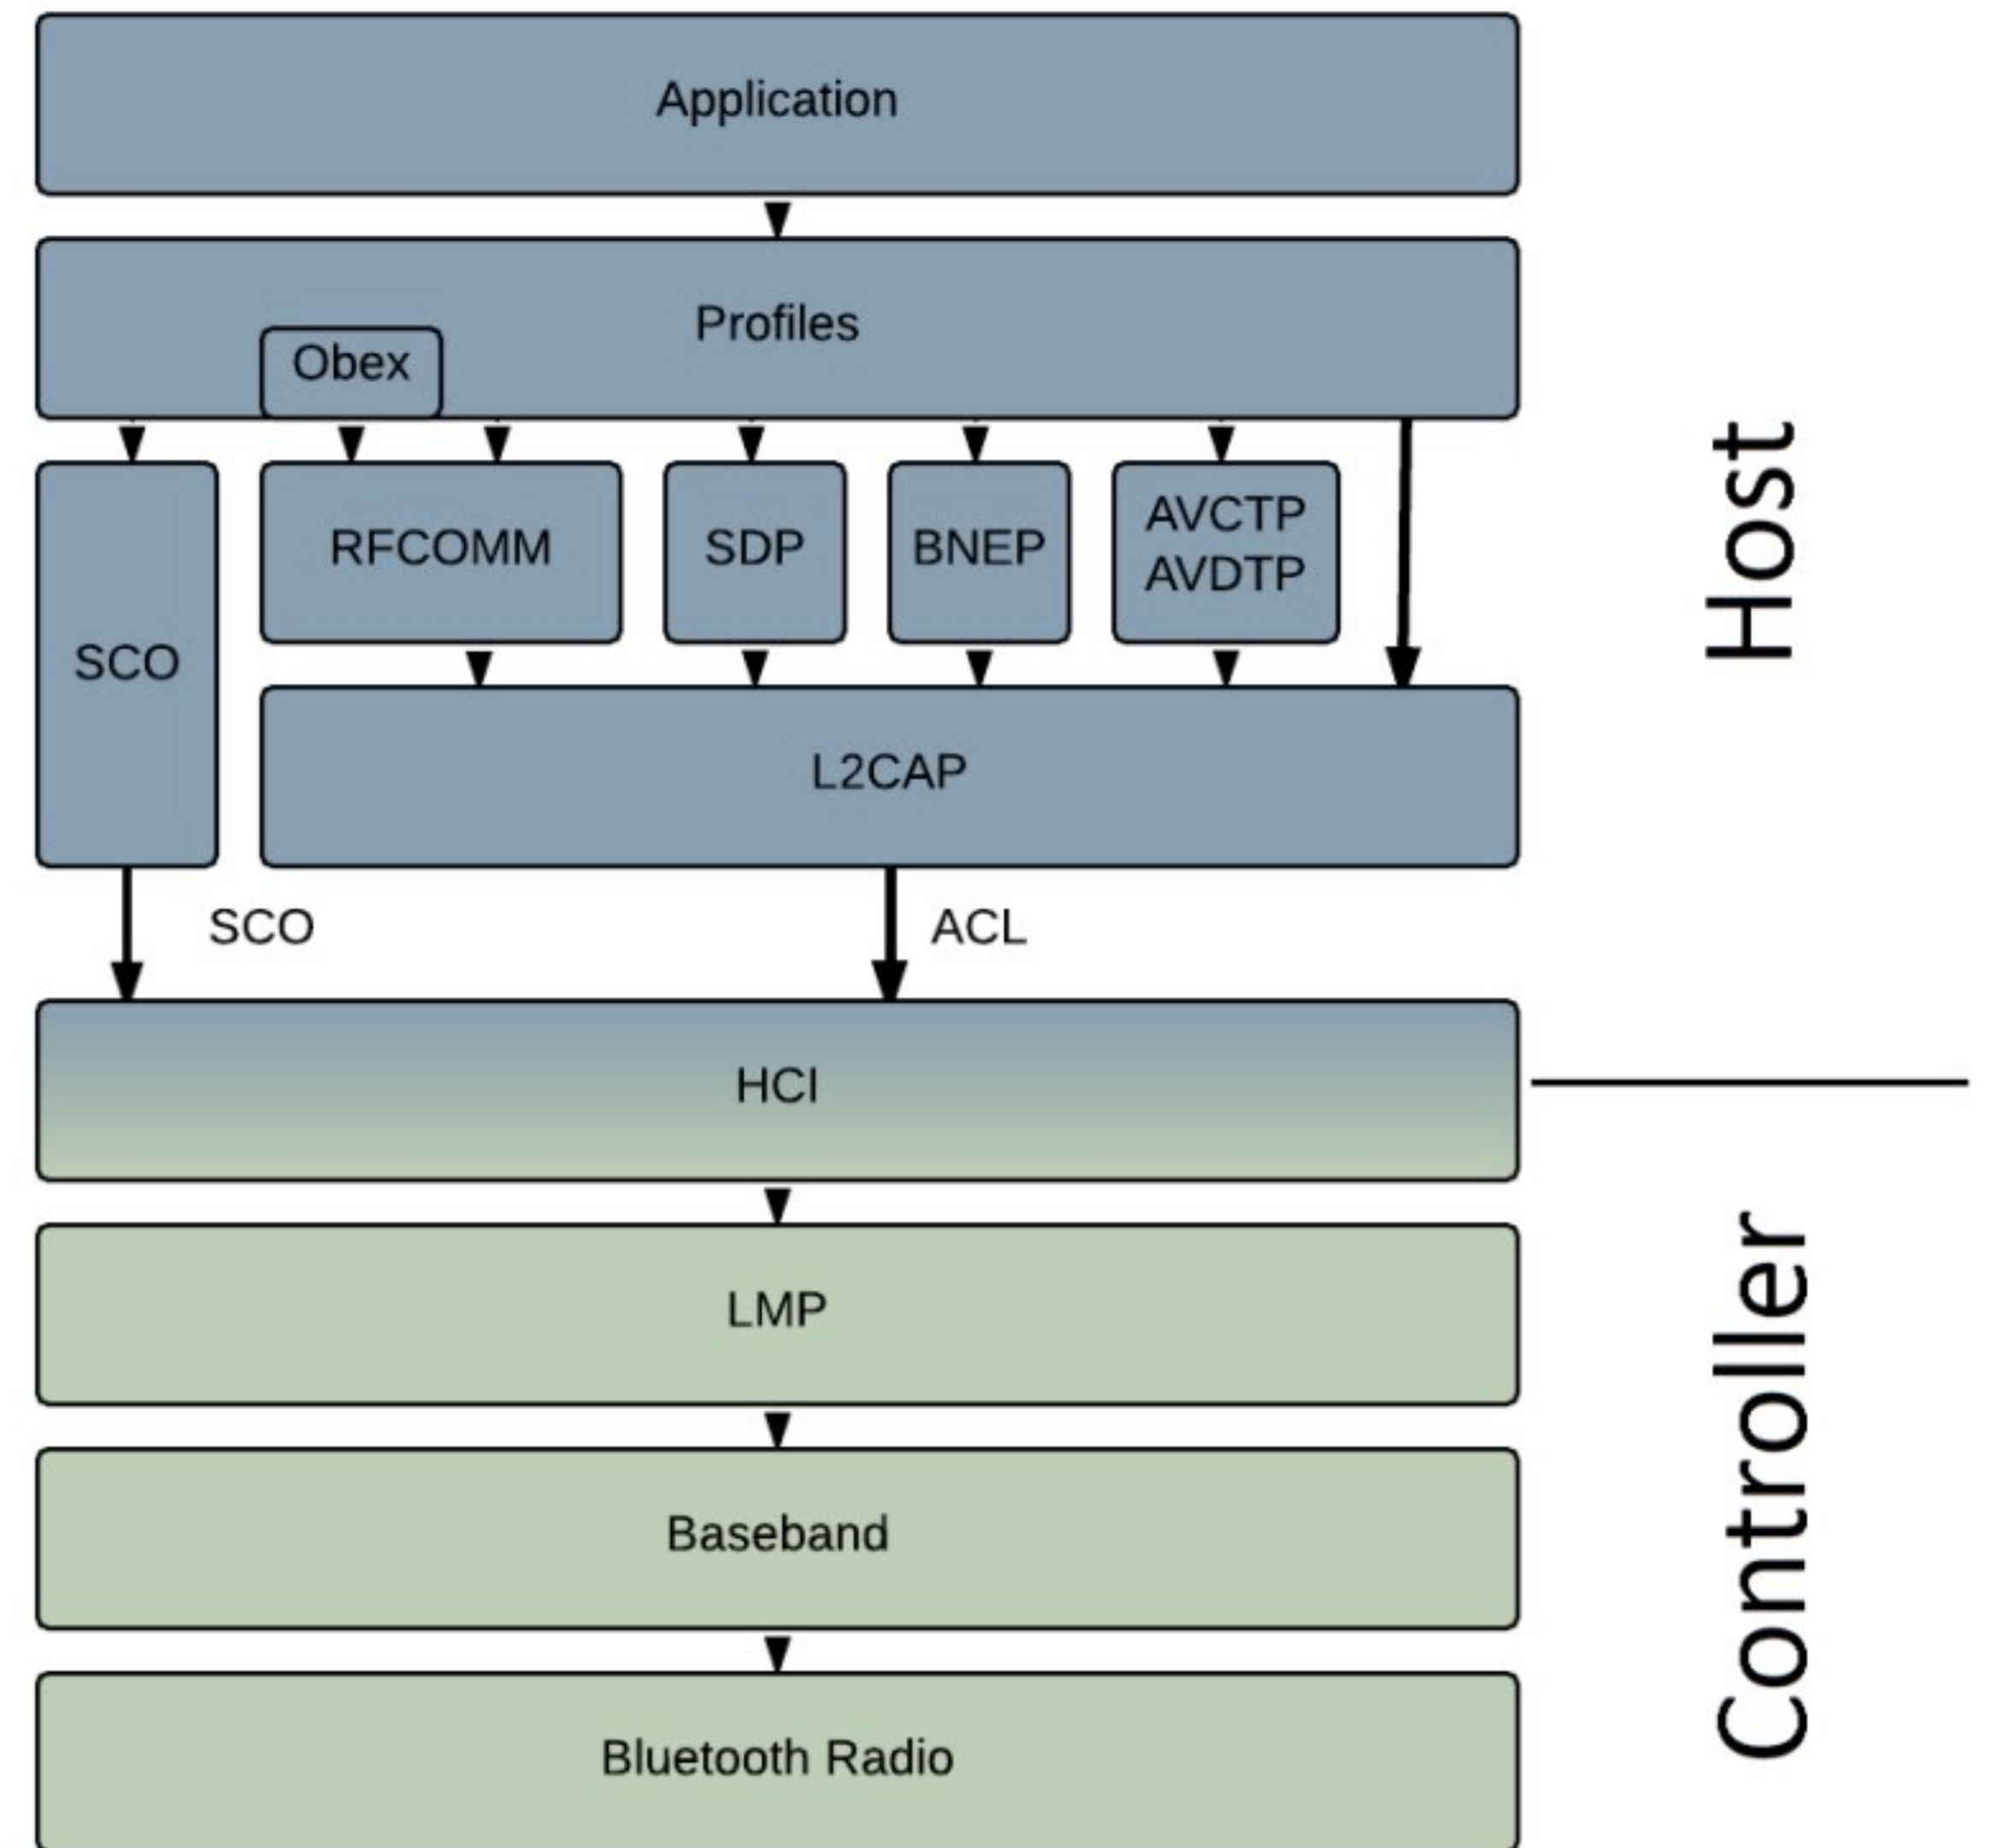 Application
Profiles
Obex
SCO
RFCOMM
SDP
BNEP
AVCTP
AVDTP
L2CAP
SCO
ACL
HCI
LMP
Baseband
Bluetooth Radio
Host
Controller